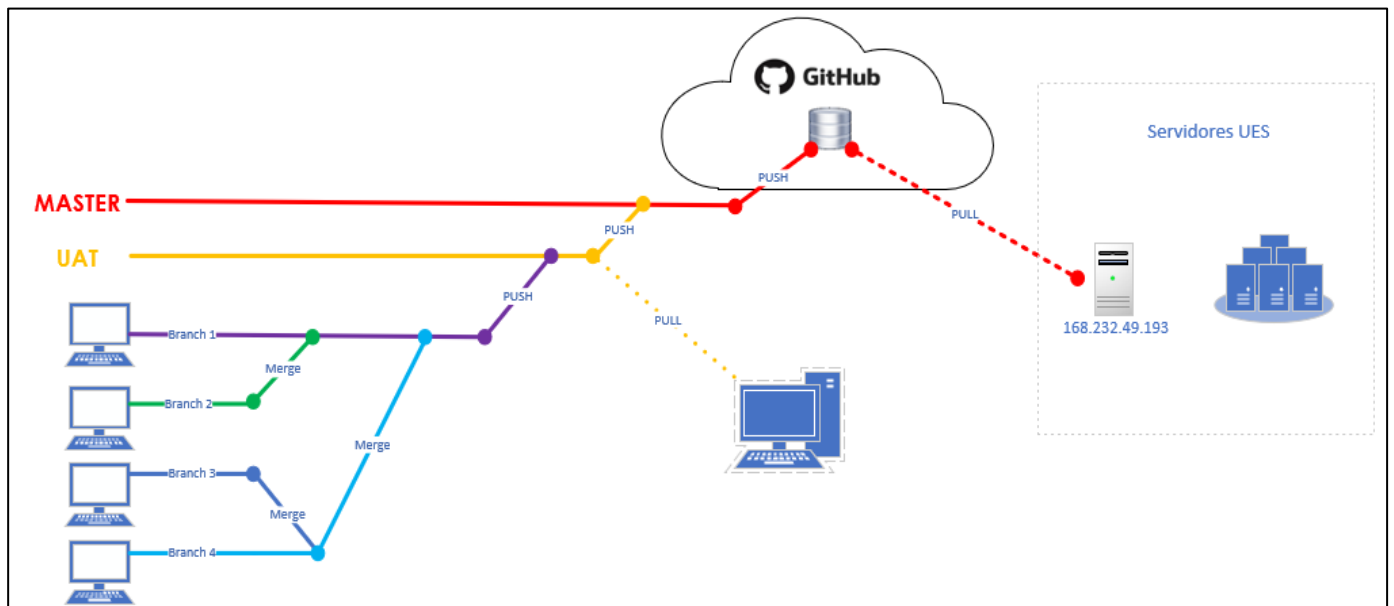 GitHub
Servidores UES
PUSH
MASTER
PULL
PUSH
UAT
PUSH
PULL
168.232.49.193
Branch 1
Merge
Branch 2
Merge
Branch 3
Merge
Branch 4